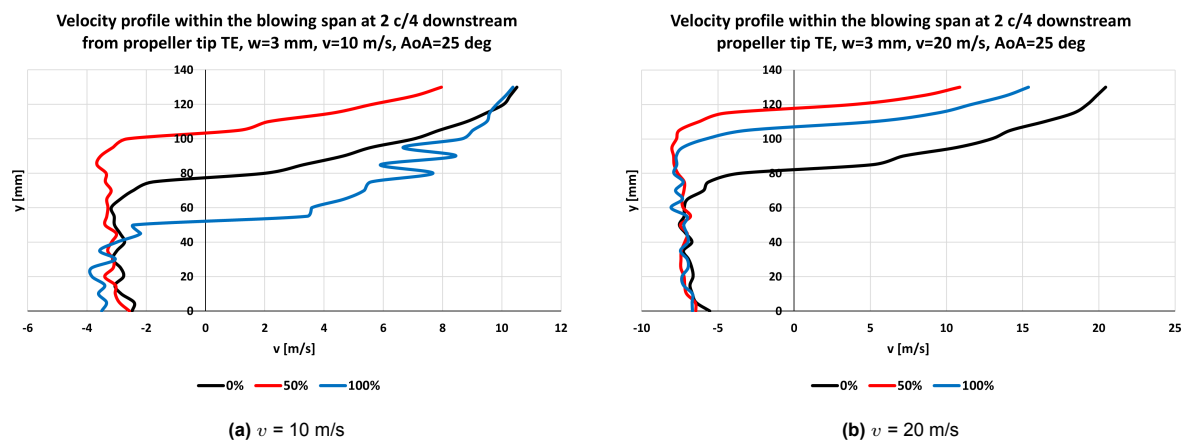 Velocity profile within the blowing span at 2 c/4 downstream
from propeller tip TE, w=3 mm, v=10 m/s, AoA=25 deg
140
120
100
80
60
40
20
0
y [mm]
-6 -4 -2 0 2 4 6 8 10 12
v [m/s]
0% 50% 100%
(a) v = 10 m/s
Velocity profile within the blowing span at 2 c/4 downstream
propeller tip TE, w=3 mm, v=20 m/s, AoA=25 deg
140
120
100
80
60
40
20
0
y [mm]
-10 -5 0 5 10 15 20 25
v [m/s]
0% 50% 100%
(b) v = 20 m/s